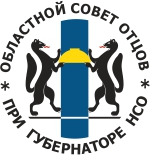 ОБЛАСТНОЙ СОВЕТ ОТЦОВ
* ПРИ ГУБЕРНАТОРЕ НСО *